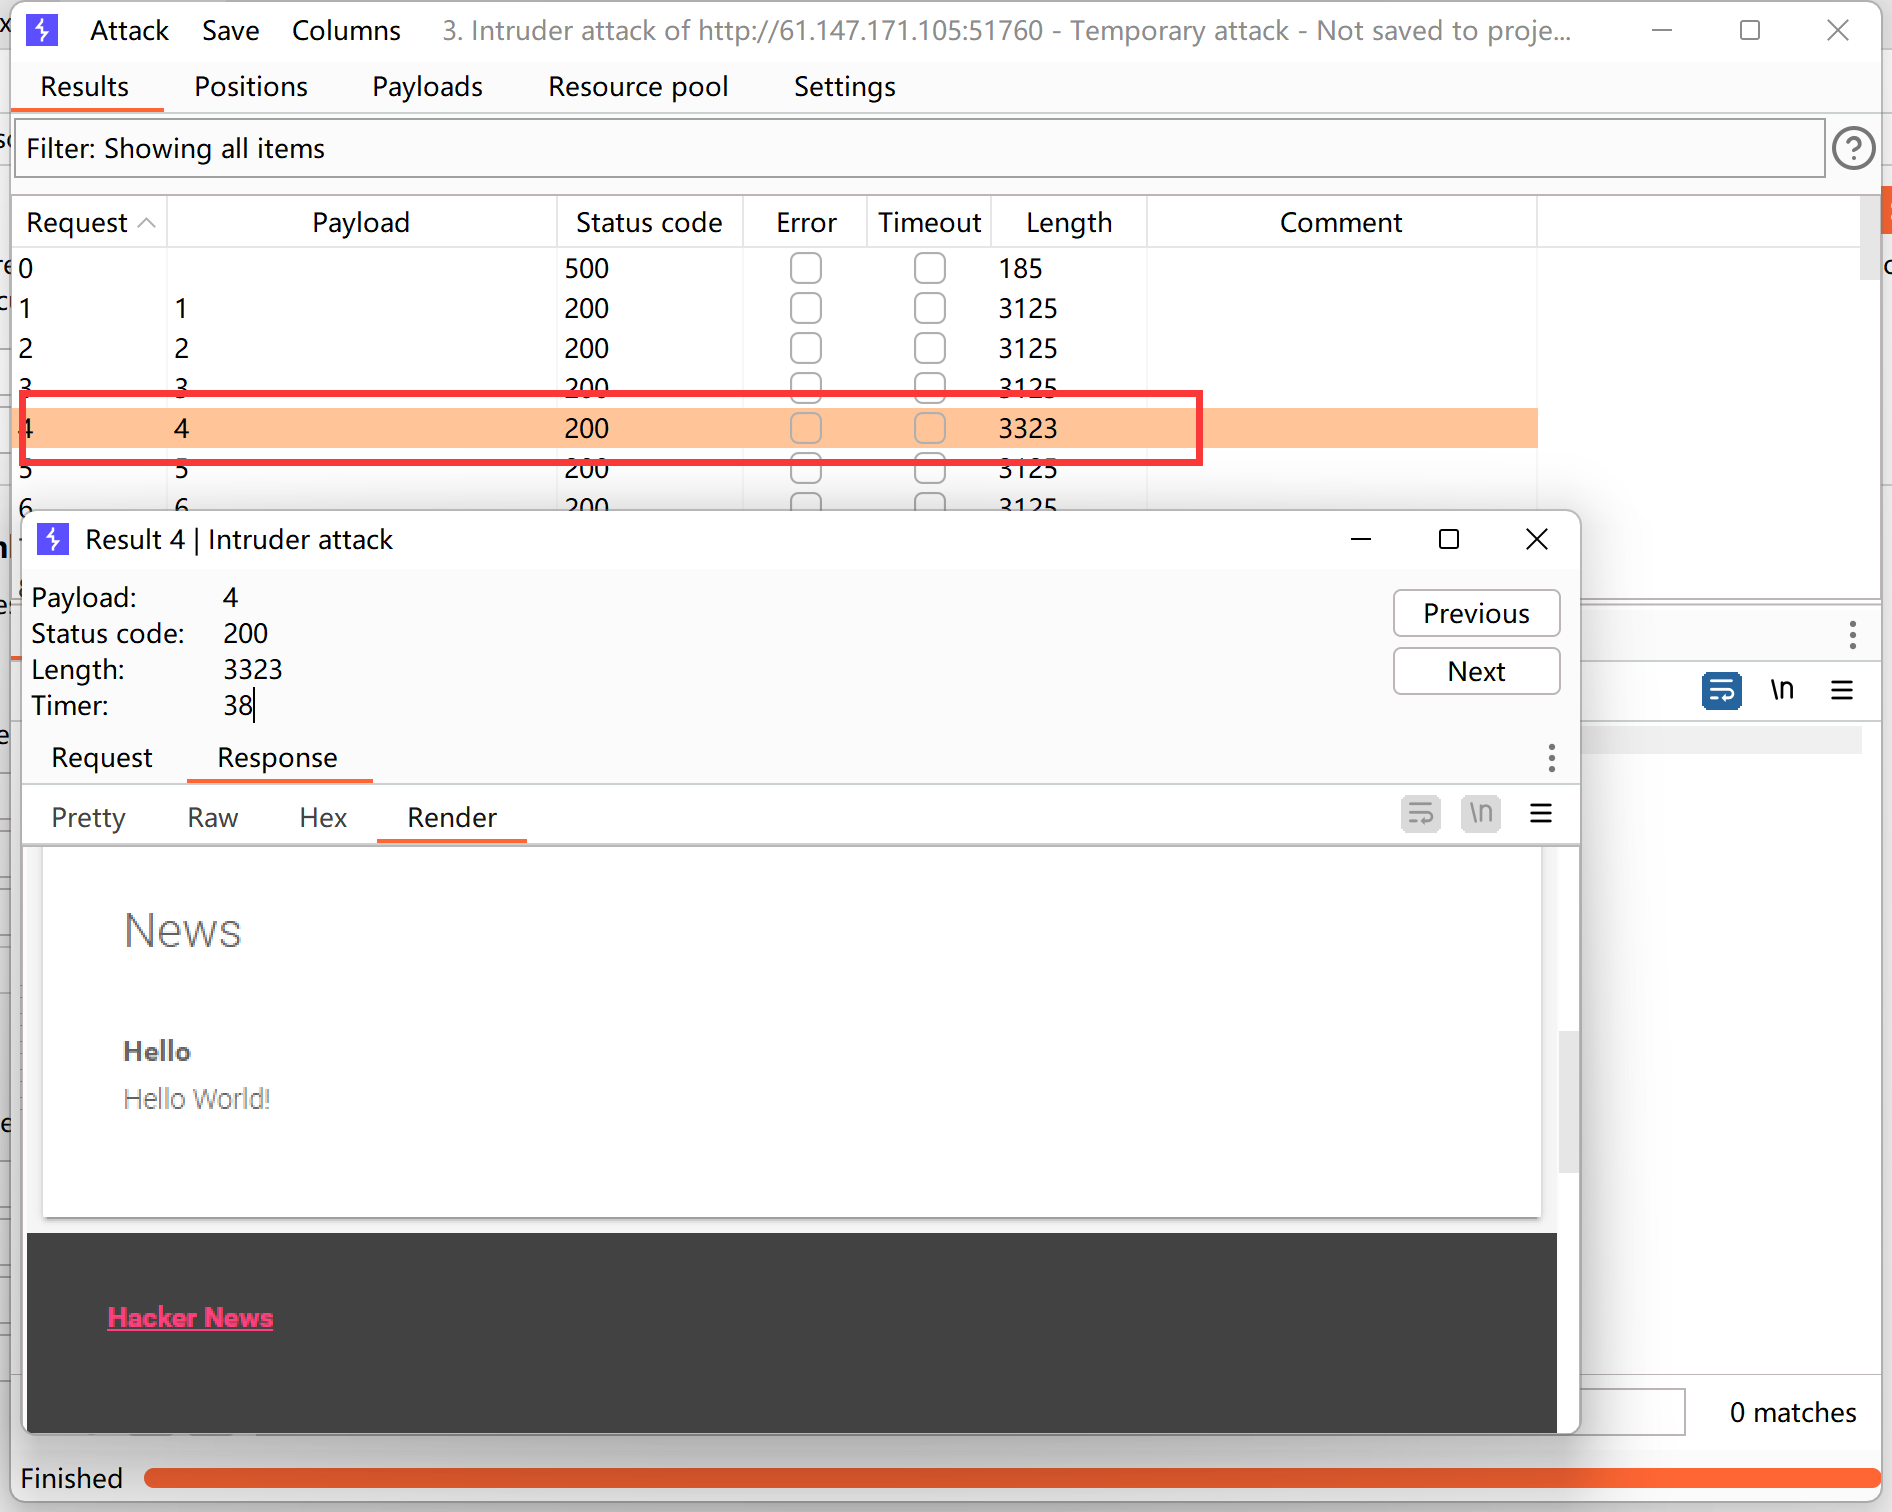 Attack Save Columns 3. Intruder attack of http://61.147.171.105:51760 - Temporary attack - Not saved to proje...
Results Positions Payloads Resource pool Settings
Filter: Showing all items
Request Payload Status code Error Timeout Length Comment
0 500 185
1 1 200 3125
2 2 200 3125
3 3 200 3125
4 4 200 3323
5 5 200 3125
6 6 200 3125
Result 4 | Intruder attack
Payload: 4
Previous
Status code: 200
Length: 3323
Next
Timer: 38
\n
Request Response
Pretty Raw Hex Render
\n
News
Hello
Hello World!
Hacker News
0 matches
Finished